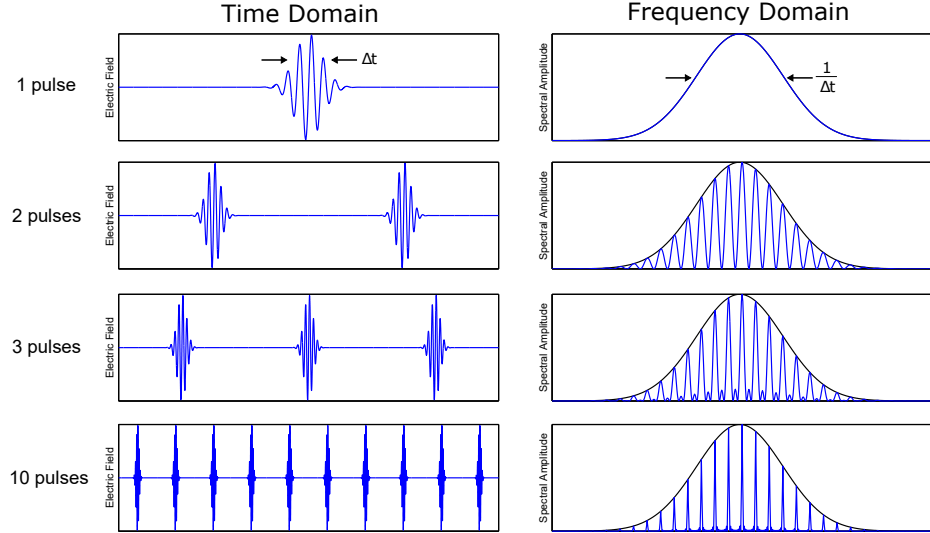 Time Domain
Frequency Domain
1 pulse
Electric Field
Δt
Spectral Amplitude
1
Δt
2 pulses
Electric Field
Spectral Amplitude
3 pulses
Electric Field
Spectral Amplitude
10 pulses
Electric Field
Spectral Amplitude